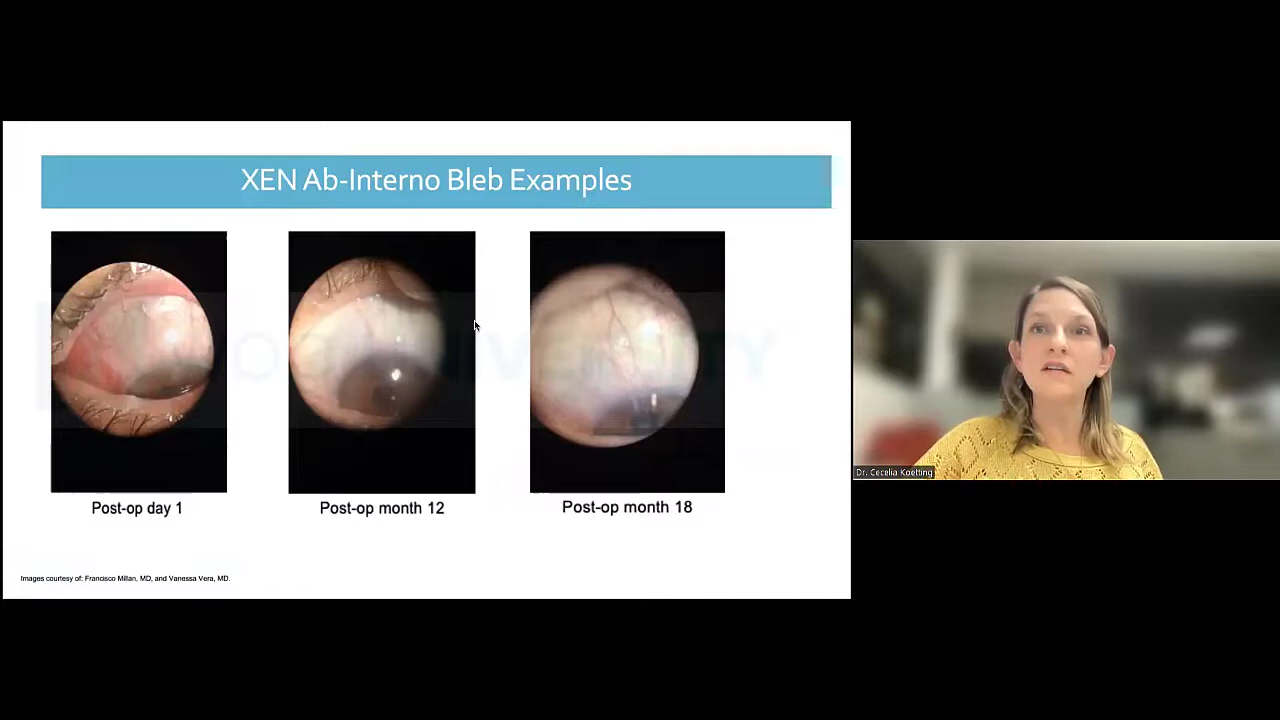 XEN Ab-Interno Bleb Examples
Post-op day 1
Post-op month 12
Post-op month 18
Images courtesy of: Francisco Millan, MD, and Vanessa Vera, MD.
Dr. Cecelia Koetting